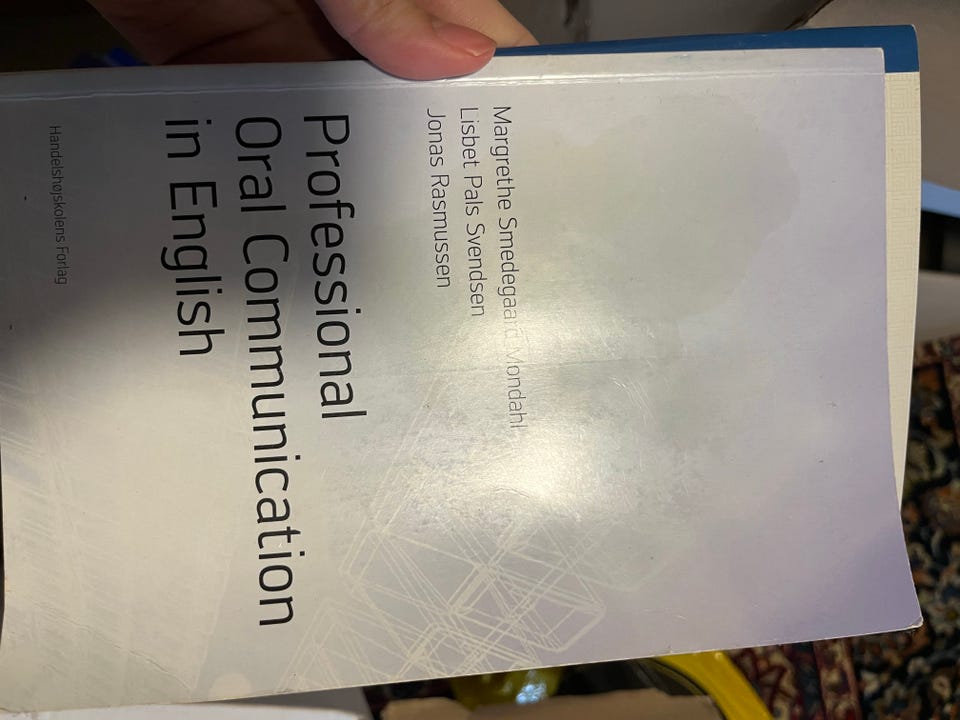 Margrethe Smedegaard Mondahl
Lisbet Pals Svendsen
Jonas Rasmussen
Professional
Oral Communication
in English
Handelshøjskolens Forlag